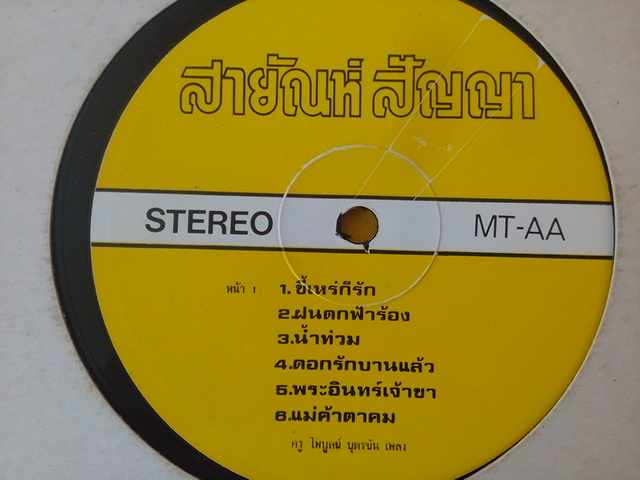 สายัณห์ สัญญา
STEREO MT-AA
หน้า 1: 1. ขี้เหร่ก็รัก
2. ฝนตกฟ้าร้อง
3. น้ำท่วม
4. ดอกรักบานแล้ว
5. พระอินทร์เจ้าขา
6. แม่ค้าตาคม
ครู ไพบูลย์ บุตรขัน เพลง